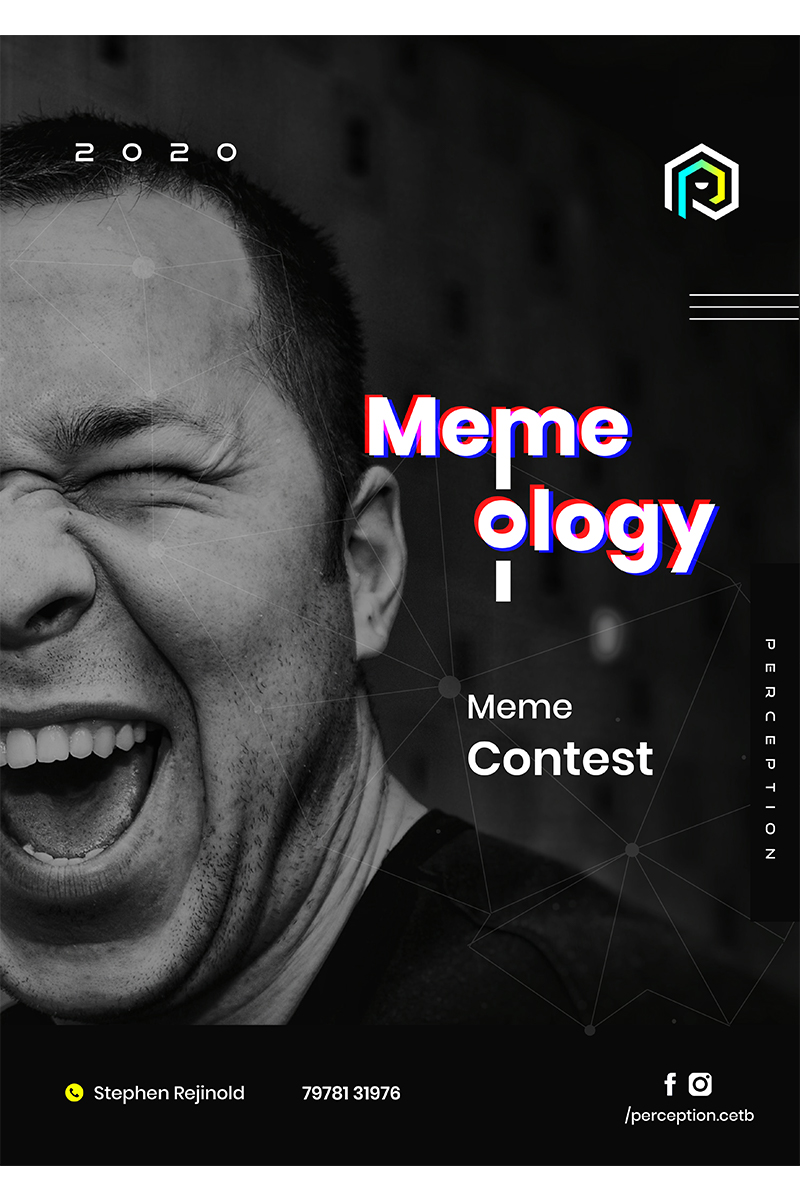 2020
Meme
ology
Meme
Contest
PERCEPTION
Stephen Rejinold 79781 31976
/perception.cetb